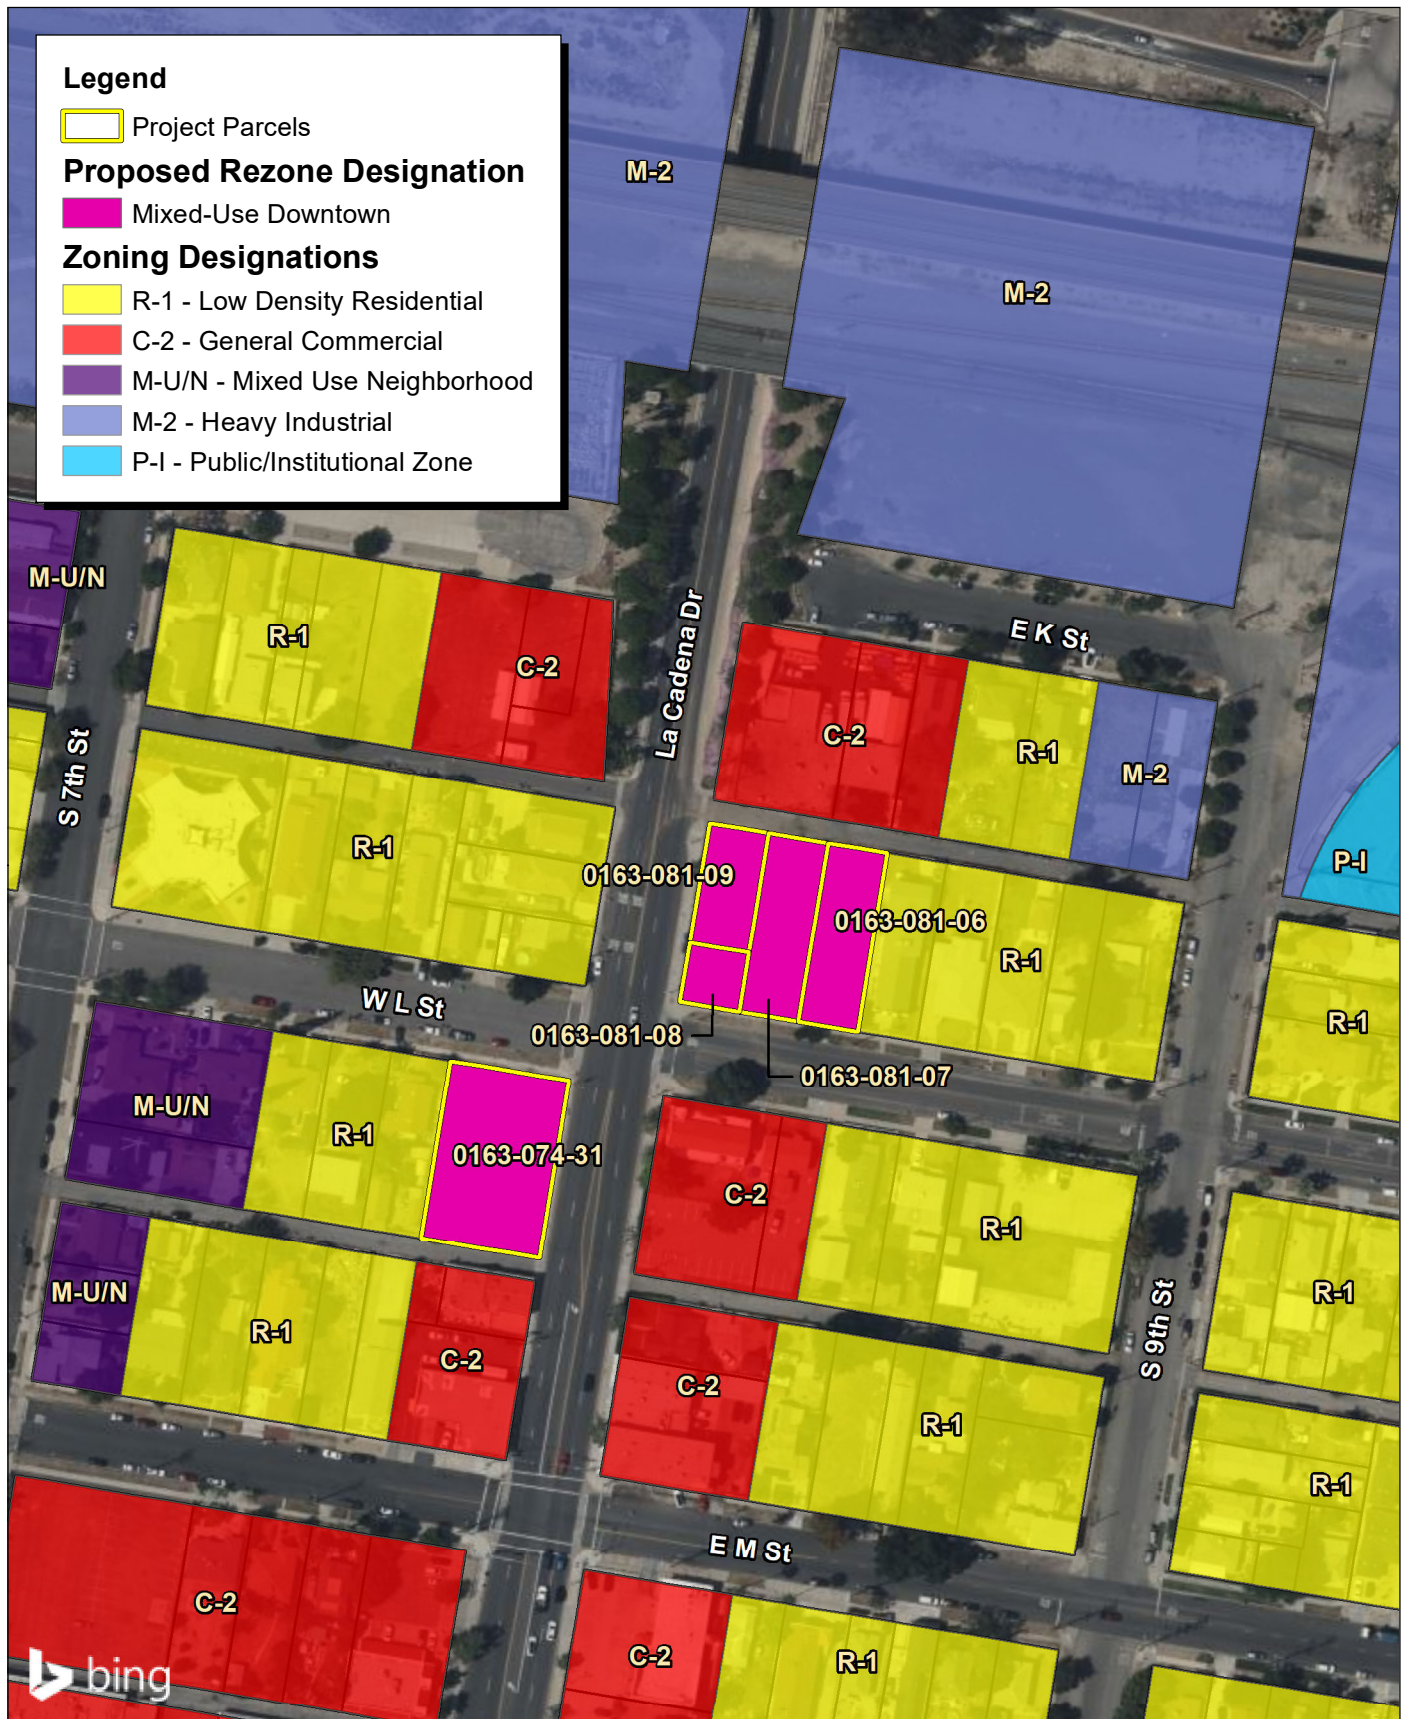 Legend
Project Parcels
Proposed Rezone Designation
Mixed-Use Downtown
Zoning Designations
R-1 - Low Density Residential
C-2 - General Commercial
M-U/N - Mixed Use Neighborhood
M-2 - Heavy Industrial
P-I - Public/Institutional Zone
M-2
M-2
M-U/N
R-1
C-2
La Cadena Dr
E K St
S 7th St
C-2
R-1
M-2
R-1
0163-081-09
P-I
0163-081-06
R-1
W L St
0163-081-08
R-1
0163-081-07
M-U/N
R-1
0163-074-31
C-2
R-1
M-U/N
R-1
C-2
C-2
R-1
S 9th St
R-1
R-1
E M St
C-2
C-2
R-1
bing